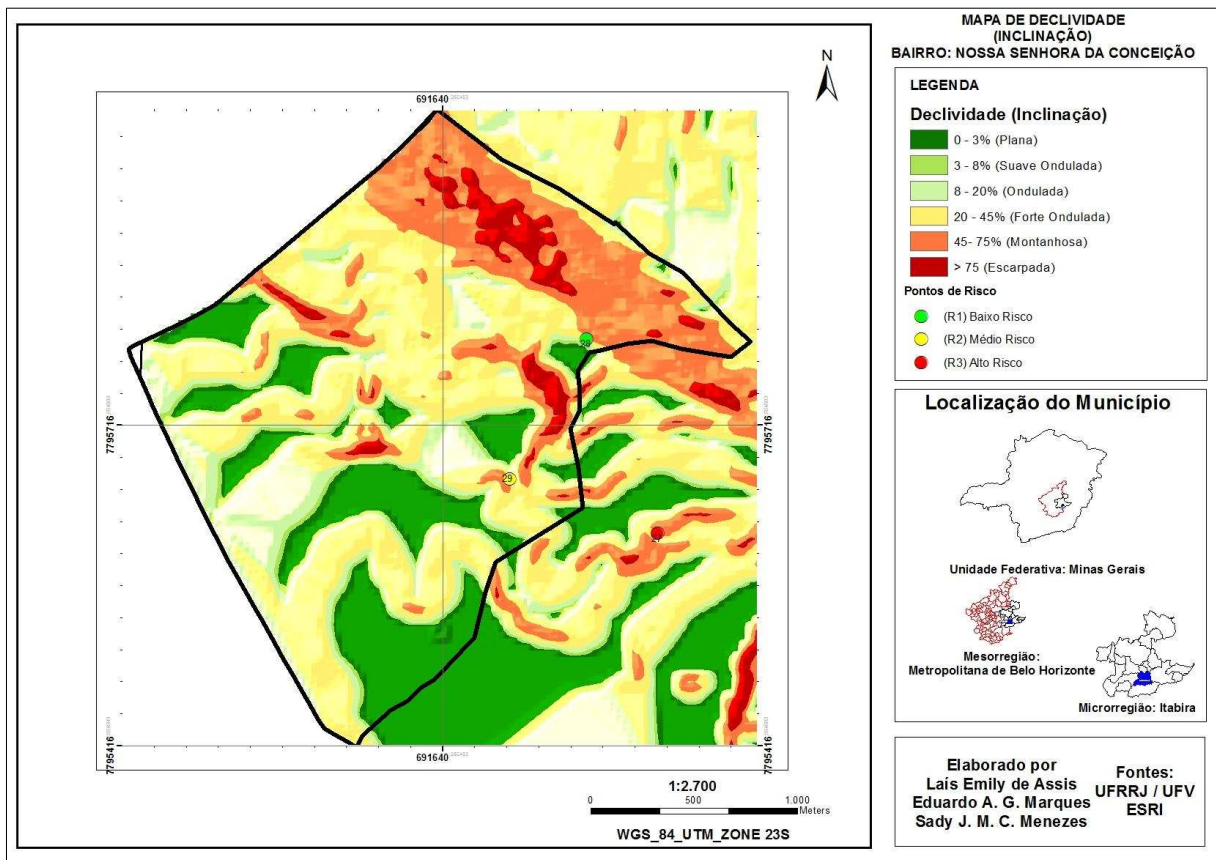 MAPA DE DECLIVIDADE
(INCLINAÇÃO)
BAIRRO: NOSSA SENHORA DA CONCEIÇÃO
N
LEGENDA
Declividade (Inclinação)
0 - 3% (Plana)
3 - 8% (Suave Ondulada)
8 - 20% (Ondulada)
20 - 45% (Forte Ondulada)
45- 75% (Montanhosa)
> 75 (Escarpada)
Pontos de Risco
(R1) Baixo Risco
(R2) Médio Risco
(R3) Alto Risco
691640
28
7795716
7795716
29
27
7795416
7795416
691640
Localização do Município
Unidade Federativa: Minas Gerais
Mesorregião:
Metropolitana de Belo Horizonte
Microrregião: Itabira
1:2.700
0 500 1.000
Meters
WGS_84_UTM_ZONE 23S
Elaborado por
Laís Emily de Assis
Eduardo A. G. Marques
Sady J. M. C. Menezes
Fontes:
UFRRJ / UFV
ESRI